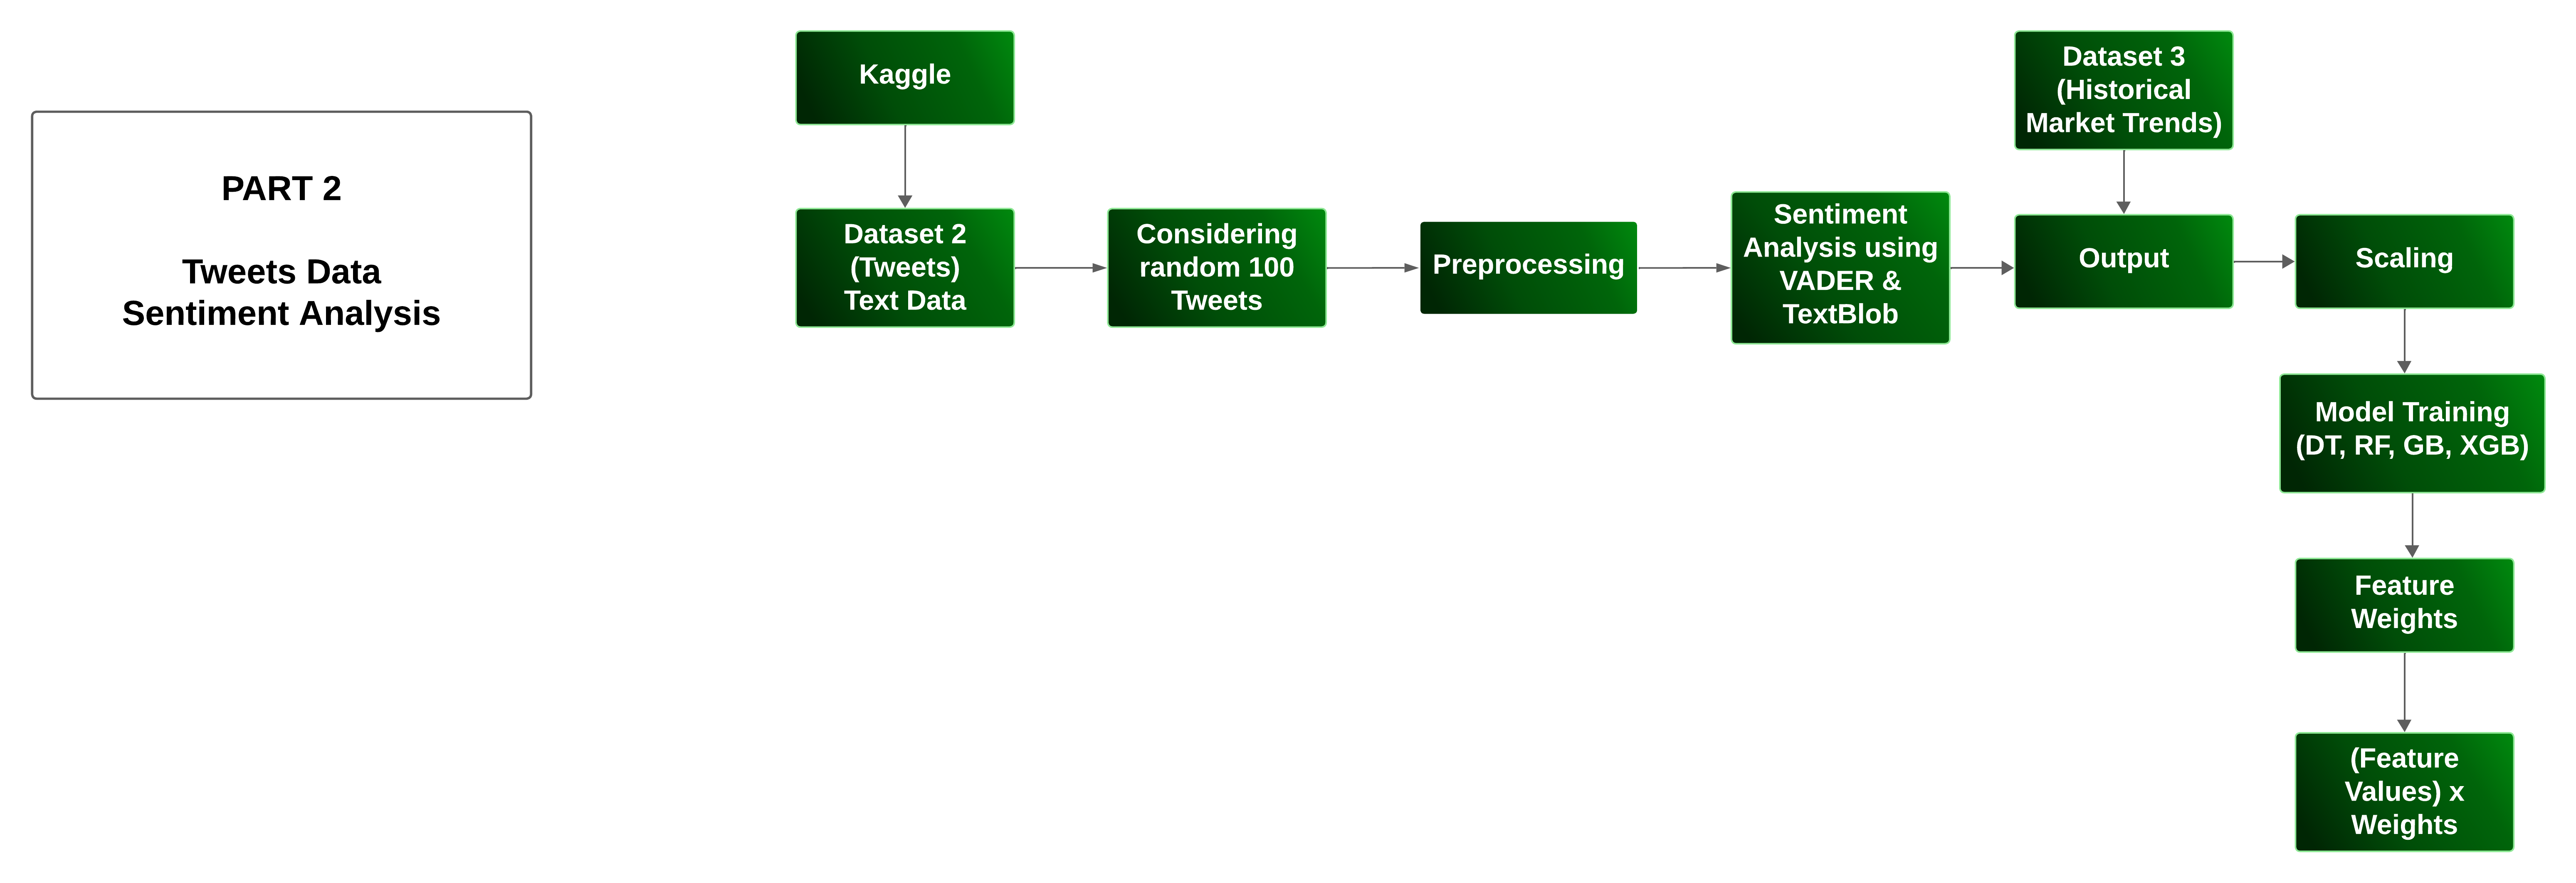 PART 2
Tweets Data
Sentiment Analysis
Kaggle
Dataset 2
(Tweets)
Text Data
Considering
random 100
Tweets
Preprocessing
Sentiment
Analysis using
VADER &
TextBlob
Dataset 3
(Historical
Market Trends)
Output
Scaling
Model Training
(DT, RF, GB, XGB)
Feature
Weights
(Feature
Values) x
Weights